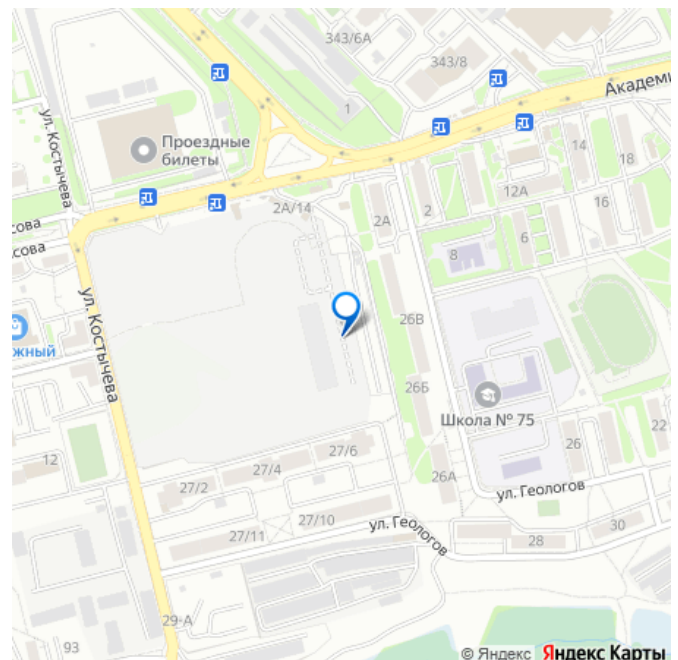 343/6А
343/8
1
Академи
ул. Костычева
Проездные
билеты
14
18
12А
2А/14
2А
2
16
6
8
сова
сова
ул. Костычева
жный
26В
26Б
Школа № 75
12
27/6
27/4
27/2
26А
26
22
ул. Геологов
27/10
27/11
ул. Геологов
28
30
29-А
93
© Яндекс Яндекс Карты